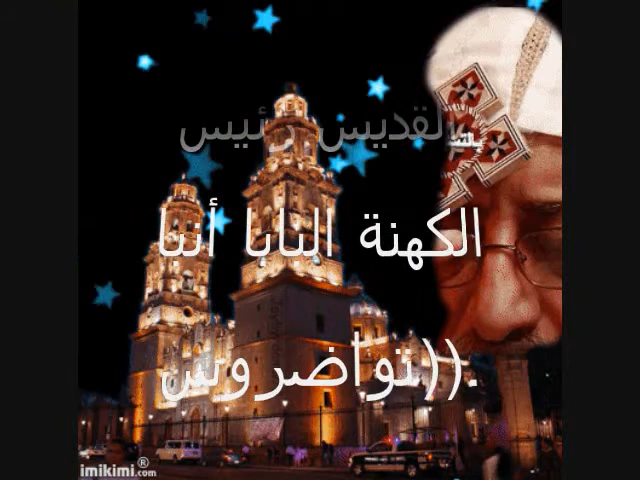 القديس رئيس
الكهنة البابا أنبا
تواضروس)).
imikimi.com®